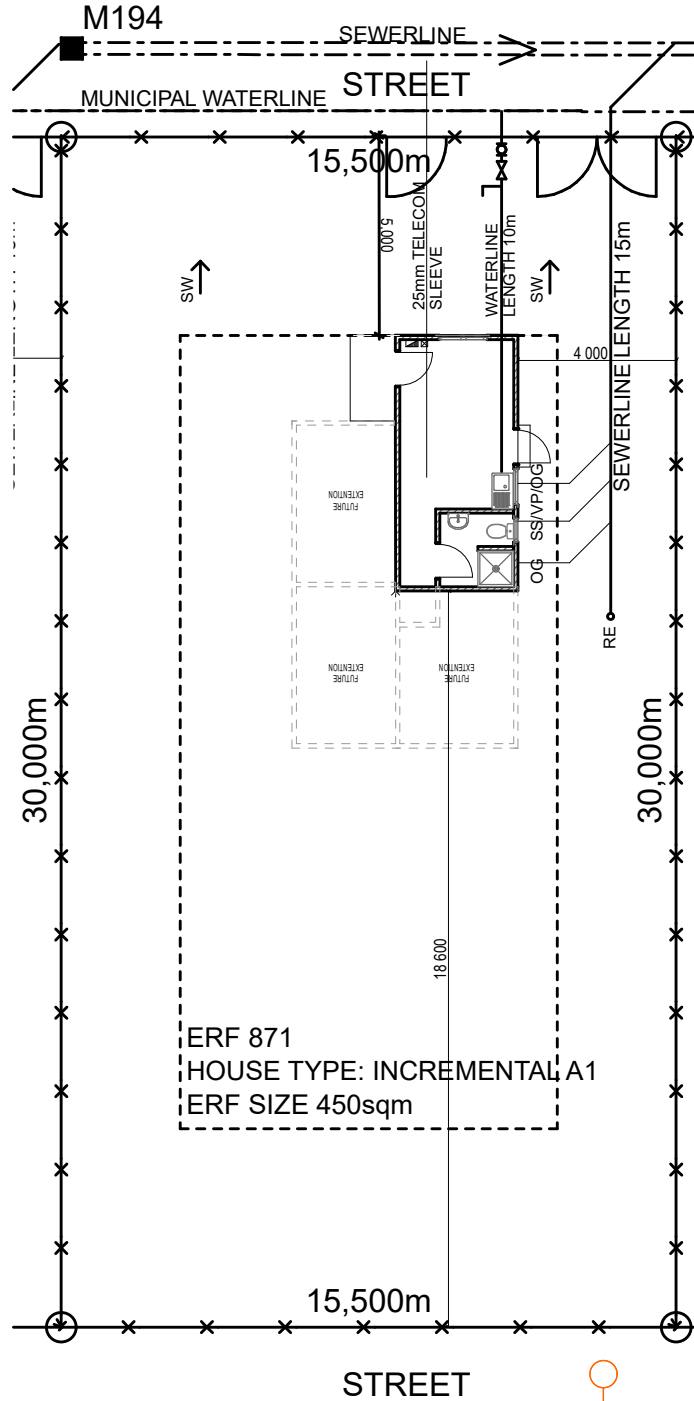 M194
SEWERLINE
STREET
MUNICIPAL WATERLINE
15,500m
5,000
25mm TELECOM
SLEEVE
WATERLINE
LENGTH 10m
SW
SW
SEWERLINE LENGTH 15m
4 000
FUTURE
EXTENTION
SS/VP/OG
OG
RE
FUTURE
EXTENTION
FUTURE
EXTENTION
30,000m
30,000m
18 600
ERF 871
HOUSE TYPE: INCREMENTAL A1
ERF SIZE 450sqm
15,500m
STREET